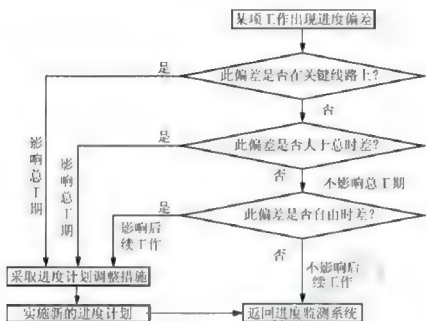 某项工作出现进度偏差
是
此偏差是否在关键线路上?
否
是
此偏差是否大于总时差?
否
不影响总工期
影响总工期
影响总工期
是
此偏差是否自由时差?
影响后
续工作
否
不影响后
续工作
采取进度计划调整措施
实施新的进度计划
返回进度监测系统